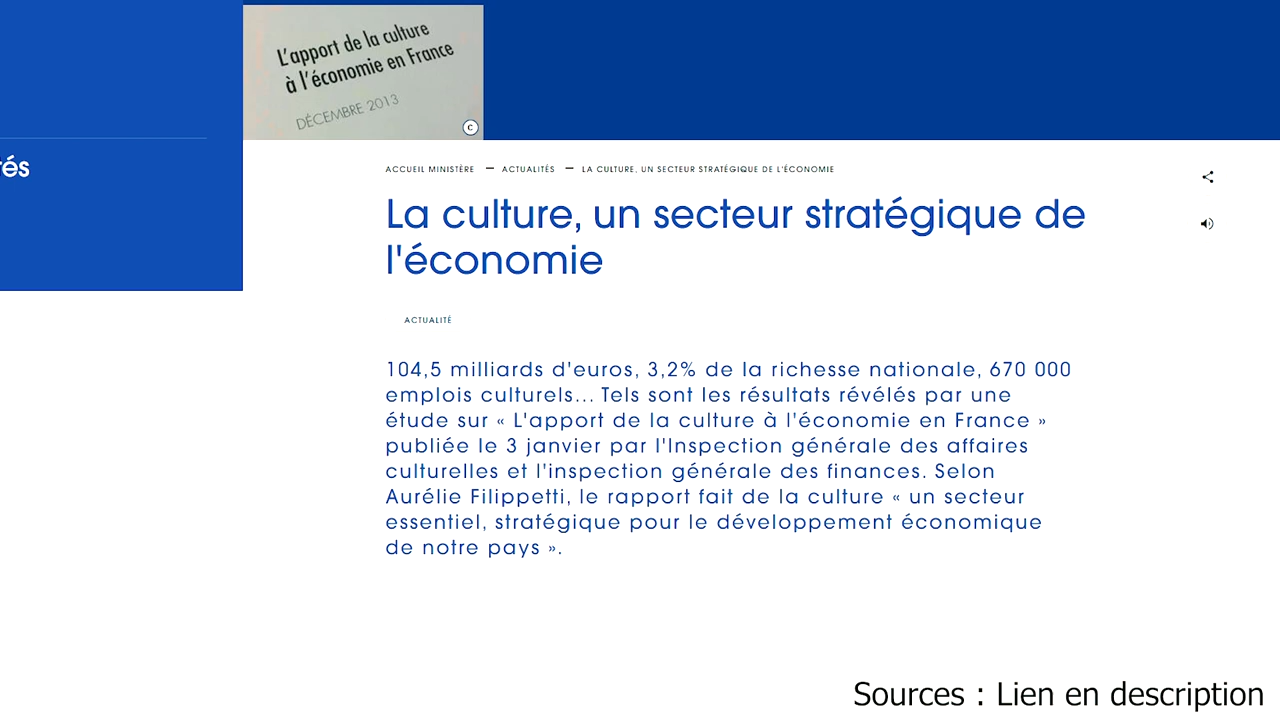 L'apport de la culture
à l'économie en France
DÉCEMBRE 2013
C
tés
ACCUEIL MINISTÈRE — ACTUALITÉS — LA CULTURE, UN SECTEUR STRATÉGIQUE DE L'ÉCONOMIE
La culture, un secteur stratégique de
l'économie
ACTUALITÉ
104,5 milliards d'euros, 3,2% de la richesse nationale, 670 000
emplois culturels... Tels sont les résultats révélés par une
étude sur « L'apport de la culture à l'économie en France »
publiée le 3 janvier par l'Inspection générale des affaires
culturelles et l'inspection générale des finances. Selon
Aurélie Filippetti, le rapport fait de la culture « un secteur
essentiel, stratégique pour le développement économique
de notre pays ».
Sources : Lien en description